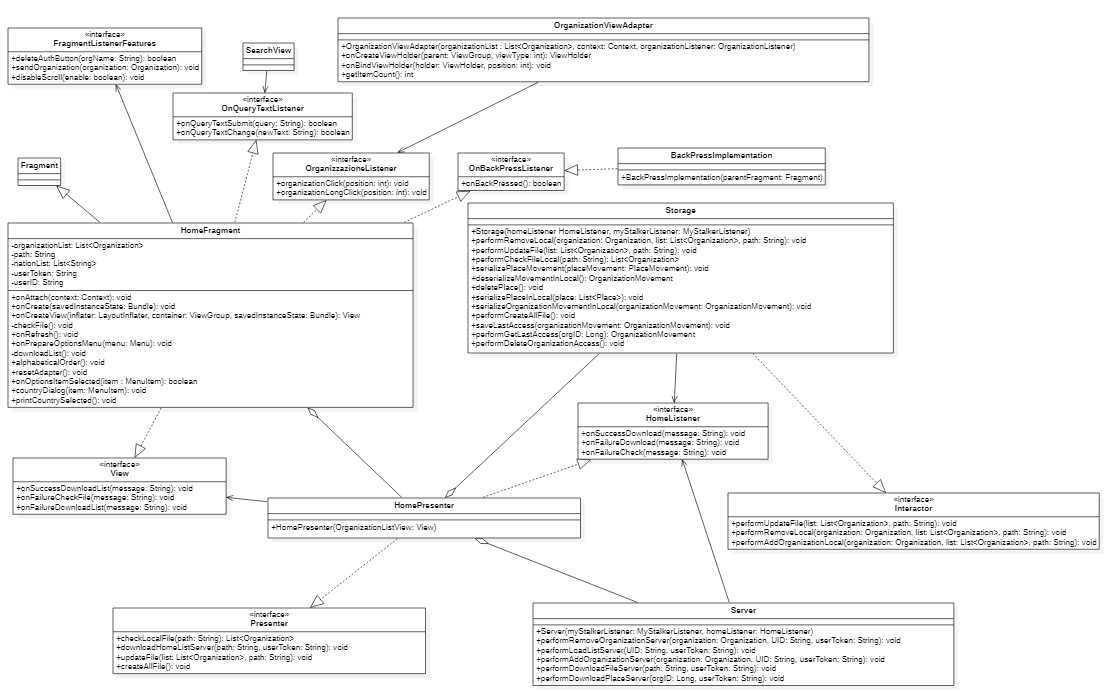 «interface»
FragmentListenerFeatures
+deleteAuthButton(orgName: String): boolean
+sendOrganization(organization: Organization): void
+disableScroll(enable: boolean): void
SearchView
OrganizationViewAdapter
+OrganizationViewAdapter(organizationList : List<Organization>, context: Context, organizationListener: OrganizationListener)
+onCreateViewHolder(parent: ViewGroup, viewType: int): ViewHolder
+onBindViewHolder(holder: ViewHolder, position: int): void
+getItemCount(): int
«interface»
OnQueryTextListener
+onQueryTextSubmit(query: String): boolean
+onQueryTextChange(newText: String): boolean
Fragment
«interface»
OrganizzazioneListener
+organizationClick(position: int): void
+organizationLongClick(position: int): void
«interface»
OnBackPressListener
+onBackPressed(): boolean
BackPressImplementation
+BackPressImplementation(parentFragment: Fragment)
HomeFragment
-organizationList: List<Organization>
-path: String
-nationList: List<String>
-userToken: String
-userID: String
+onAttach(context: Context): void
+onCreate(savedInstanceState: Bundle): void
+onCreateView(inflater: LayoutInflater, container: ViewGroup, savedInstanceState: Bundle): View
-checkFile(): void
+onRefresh(): void
+onPrepareOptionsMenu(menu: Menu): void
-downloadList(): void
+alphabeticalOrder(): void
+resetAdapter(): void
+onOptionsItemSelected(item : MenuItem): boolean
+countryDialog(item: MenuItem): void
+printCountrySelected(): void
Storage
+Storage(homeListener HomeListener, myStalkerListener: MyStalkerListener)
+performRemoveLocal(organization: Organization, list: List<Organization>, path: String): void
+performUpdateFile(list: List<Organization>, path: String): void
+performCheckFileLocal(path: String): List<Organization>
+serializePlaceMovement(placeMovement: PlaceMovement): void
+deserializeMovementInLocal(): OrganizationMovement
+deletePlace(): void
+serializePlaceInLocal(place: List<Place>): void
+serializeOrganizationMovementInLocal(organizationMovement: OrganizationMovement): void
+performCreateAllFile(): void
+saveLastAccess(organizationMovement: OrganizationMovement): void
+performGetLastAccess(orgID: Long): OrganizationMovement
+performDeleteOrganizationAccess(): void
«interface»
HomeListener
+onSuccessDownload(message: String): void
+onFailureDownload(message: String): void
+onFailureCheck(message: String): void
«interface»
View
+onSuccessDownloadList(message: String): void
+onFailureCheckFile(message: String): void
+onFailureDownloadList(message: String): void
HomePresenter
+HomePresenter(OrganizationListView: View)
«interface»
Interactor
+performUpdateFile(list: List<Organization>, path: String): void
+performRemoveLocal(organization: Organization, list: List<Organization>, path: String): void
+performAddOrganizationLocal(organization: Organization, list: List<Organization>, path: String): void
«interface»
Presenter
+checkLocalFile(path: String): List<Organization>
+downloadHomeListServer(path: String, userToken: String): void
+updateFile(list: List<Organization>, path: String): void
+createAllFile(): void
Server
+Server(myStalkerListener: MyStalkerListener, homeListener: HomeListener)
+performRemoveOrganizationServer(organization: Organization, UID: String, userToken: String): void
+performLoadListServer(UID: String, userToken: String): void
+performAddOrganizationServer(organization: Organization, UID: String, userToken: String): void
+performDownloadFileServer(path: String, userToken: String): void
+performDownloadPlaceServer(orgID: Long, userToken: String): void